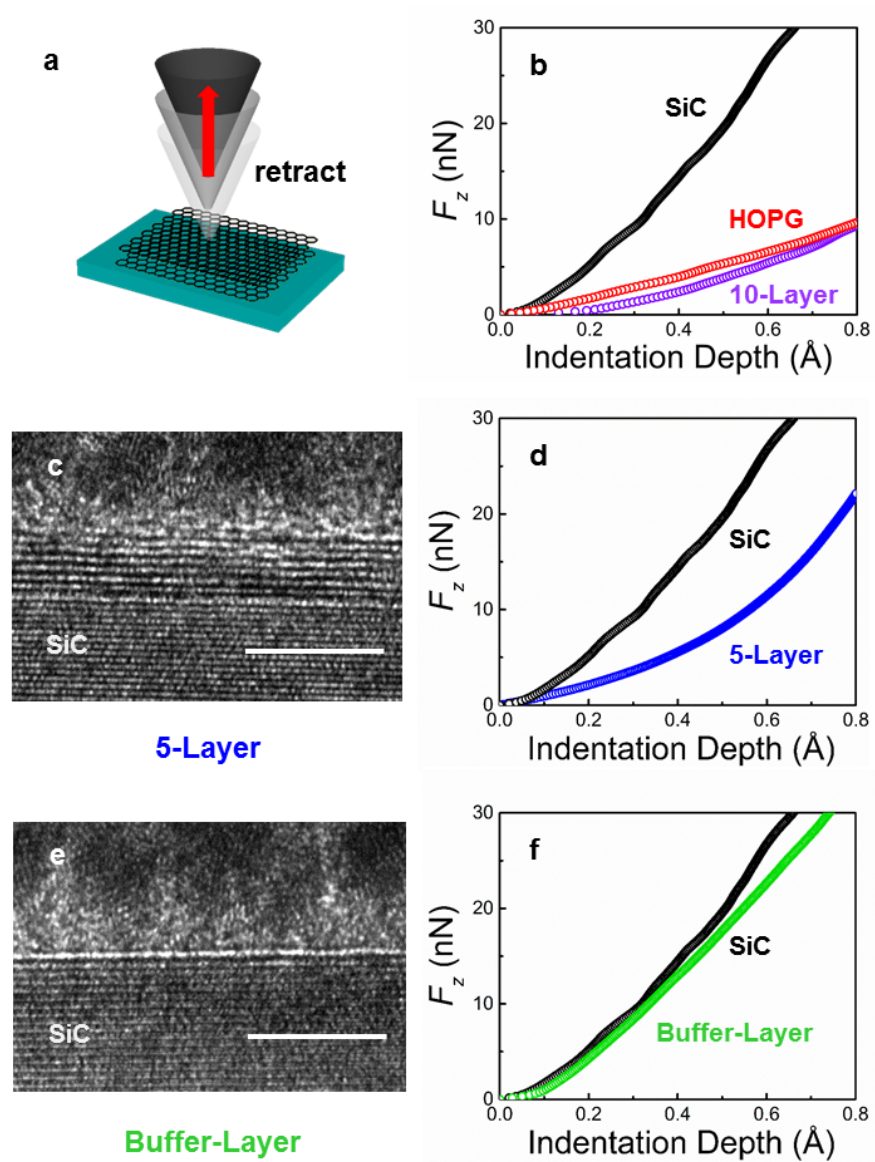 a
retract
b
30
20
10
0
F_z (nN)
SiC
HOPG
10-Layer
0.0 0.2 0.4 0.6 0.8
Indentation Depth (Å)
c
SiC
5-Layer
d
30
20
10
0
F_z (nN)
SiC
5-Layer
0.0 0.2 0.4 0.6 0.8
Indentation Depth (Å)
e
SiC
Buffer-Layer
f
30
20
10
0
F_z (nN)
SiC
Buffer-Layer
0.0 0.2 0.4 0.6 0.8
Indentation Depth (Å)